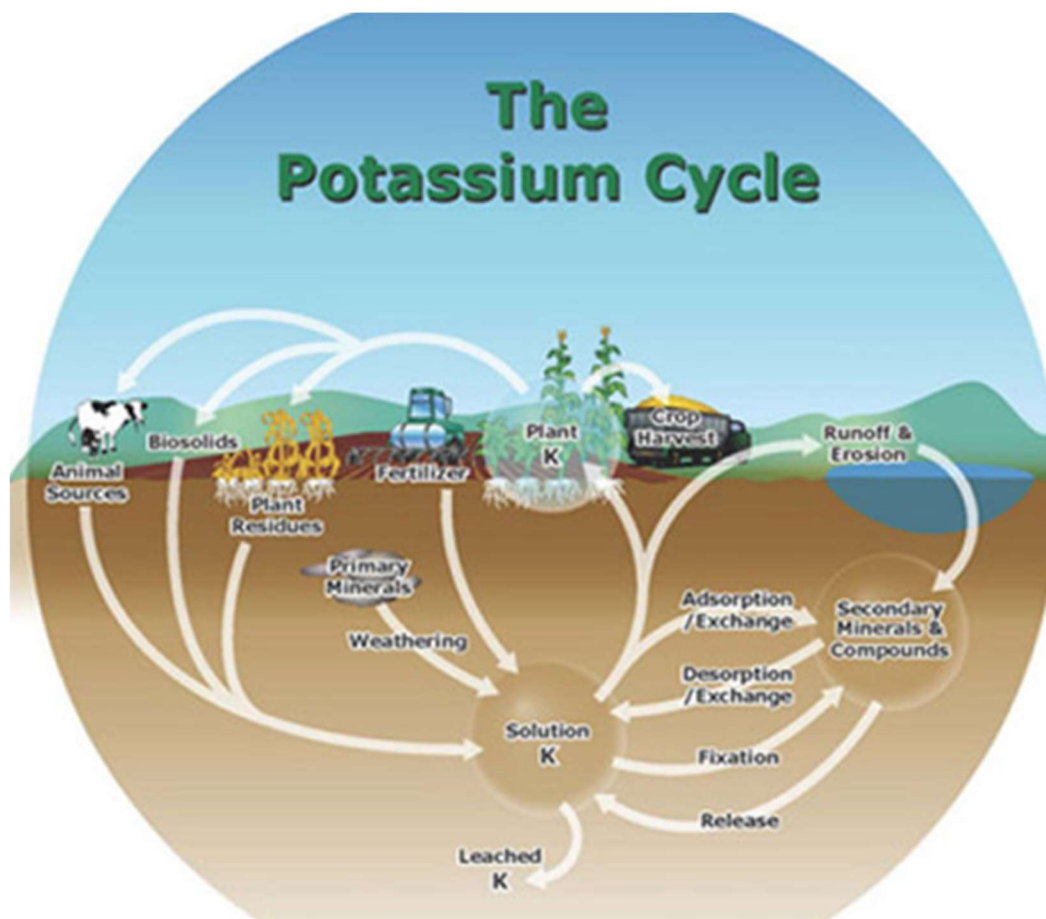 The
Potassium Cycle
Animal
Sources
Biosolids
Plant
Residues
Fertilizer
Plant
K
Crop
Harvest
Runoff &
Erosion
Primary
Minerals
Weathering
Adsorption
/Exchange
Secondary
Minerals &
Compounds
Desorption
/Exchange
Solution
K
Fixation
Release
Leached
K